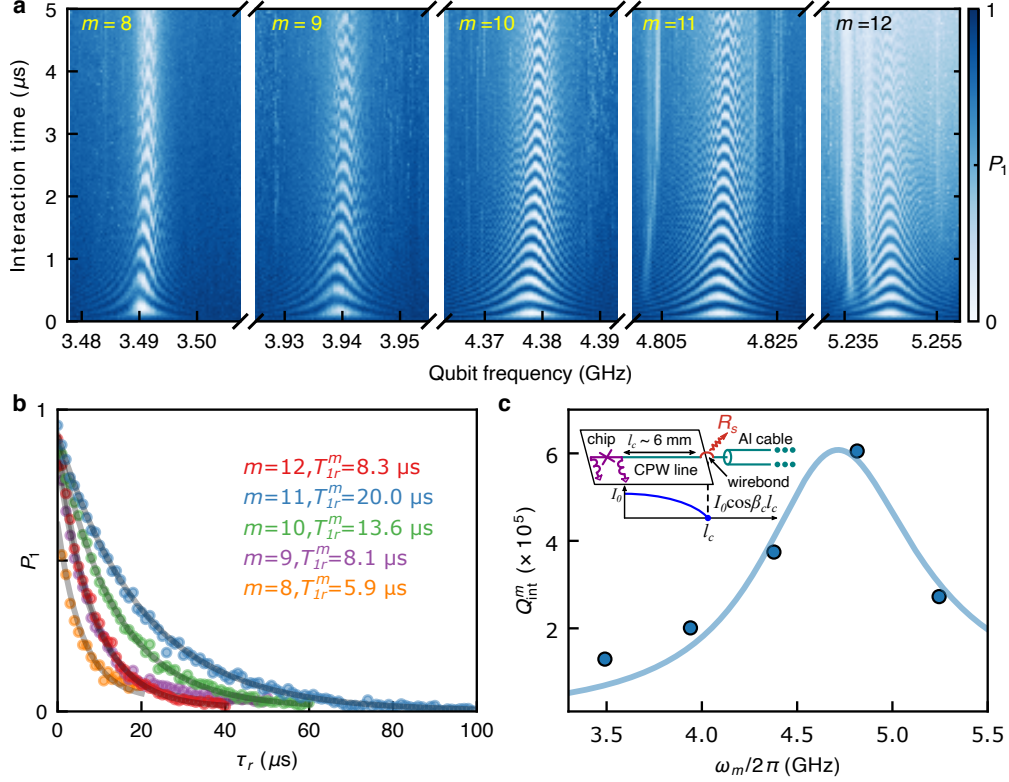 a
m = 8
m = 9
m =10
m =11
m =12
5
4
3
2
1
0
Interaction time (μs)
3.48 3.49 3.50
3.93 3.94 3.95
4.37 4.38 4.39
4.805 4.825
5.235 5.255
Qubit frequency (GHz)
1
P1
0
b
1
0
P1
m=12, T1rm=8.3 μs
m=11, T1rm=20.0 μs
m=10, T1rm=13.6 μs
m=9, T1rm=8.1 μs
m=8, T1rm=5.9 μs
0 20 40 60 80 100
τr (μs)
c
6
4
2
Qintm (× 10⁵)
chip
lc ~ 6 mm
Rs
Al cable
CPW line
wirebond
I0
I0cosβclc
lc
3.5 4.0 4.5 5.0 5.5
ωm/2π (GHz)